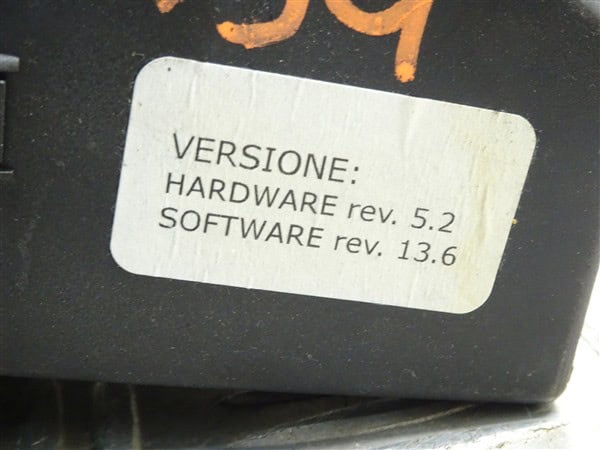 VERSIONE:
HARDWARE rev. 5.2
SOFTWARE rev. 13.6